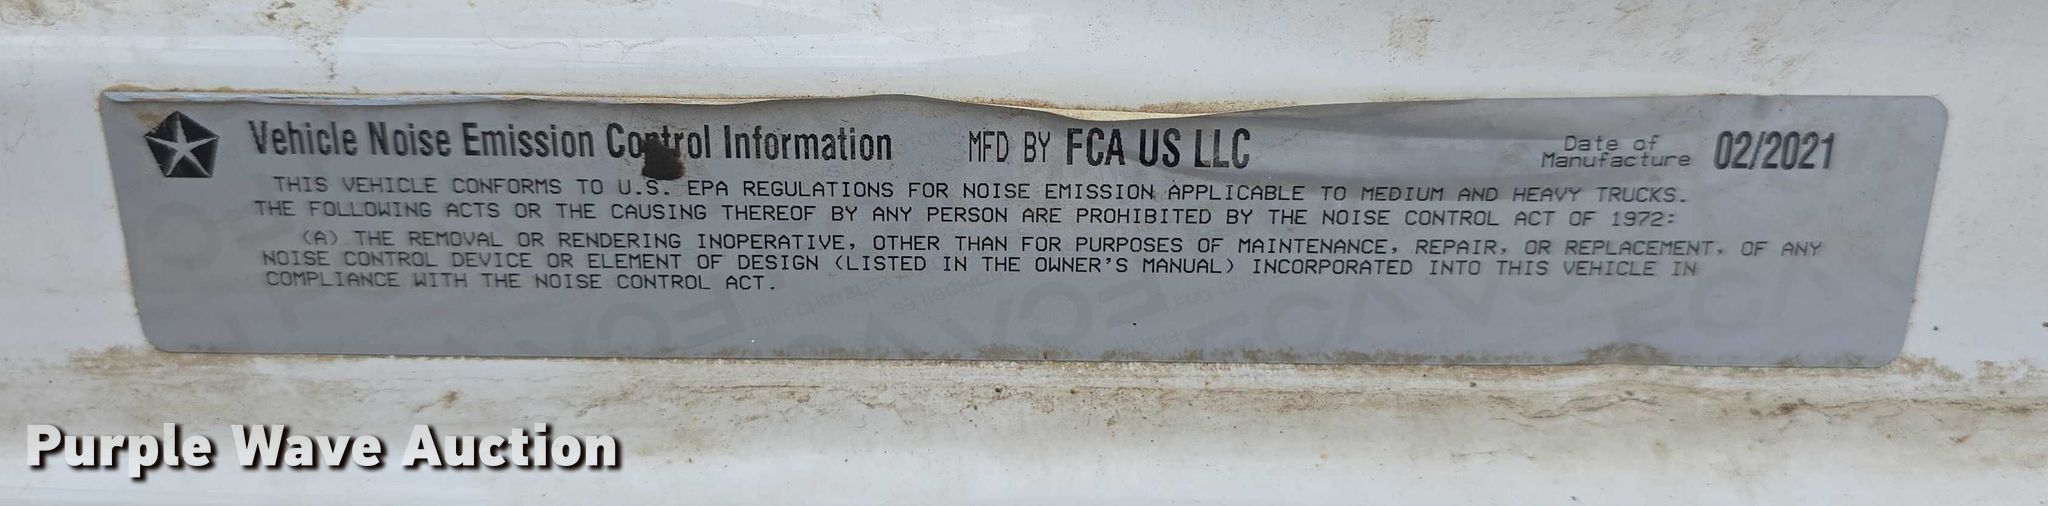 Vehicle Noise Emission Control Information MFD BY FCA US LLC Date of Manufacture 02/2021
THIS VEHICLE CONFORMS TO U.S. EPA REGULATIONS FOR NOISE EMISSION APPLICABLE TO MEDIUM AND HEAVY TRUCKS.
THE FOLLOWING ACTS OR THE CAUSING THEREOF BY ANY PERSON ARE PROHIBITED BY THE NOISE CONTROL ACT OF 1972:
(A) THE REMOVAL OR RENDERING INOPERATIVE, OTHER THAN FOR PURPOSES OF MAINTENANCE, REPAIR, OR REPLACEMENT, OF ANY
NOISE CONTROL DEVICE OR ELEMENT OF DESIGN (LISTED IN THE OWNER'S MANUAL) INCORPORATED INTO THIS VEHICLE IN
COMPLIANCE WITH THE NOISE CONTROL ACT.
Purple Wave Auction